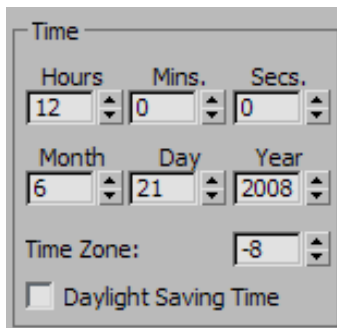 Time
Hours Mins. Secs.
12 0 0
Month Day Year
6 21 2008
Time Zone: -8
Daylight Saving Time